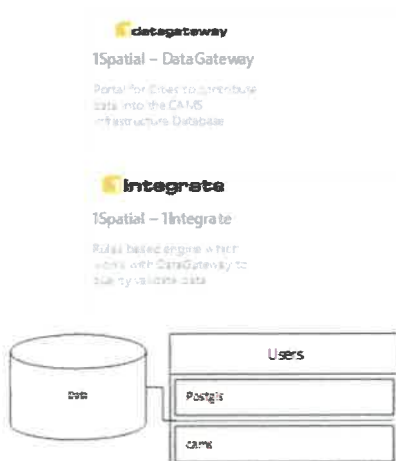 datagateway
1Spatial – DataGateway
Portal for Cities to contribute
data into the CAMS
Infrastructure Database
1integrate
1Spatial – 1Integrate
Rules based engine which
works with DataGateway to
quality validate data
Users
Data
Postgis
cams